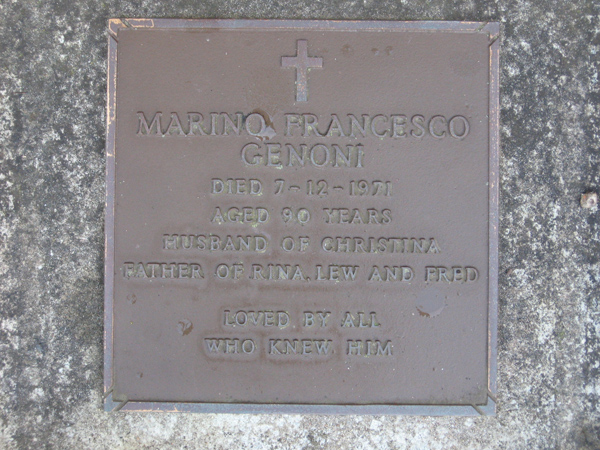 MARINO FRANCESCO
GENONI
DIED 7-12-1971
AGED 90 YEARS
HUSBAND OF CHRISTINA
FATHER OF RINA, LEW AND FRED
LOVED BY ALL
WHO KNEW HIM